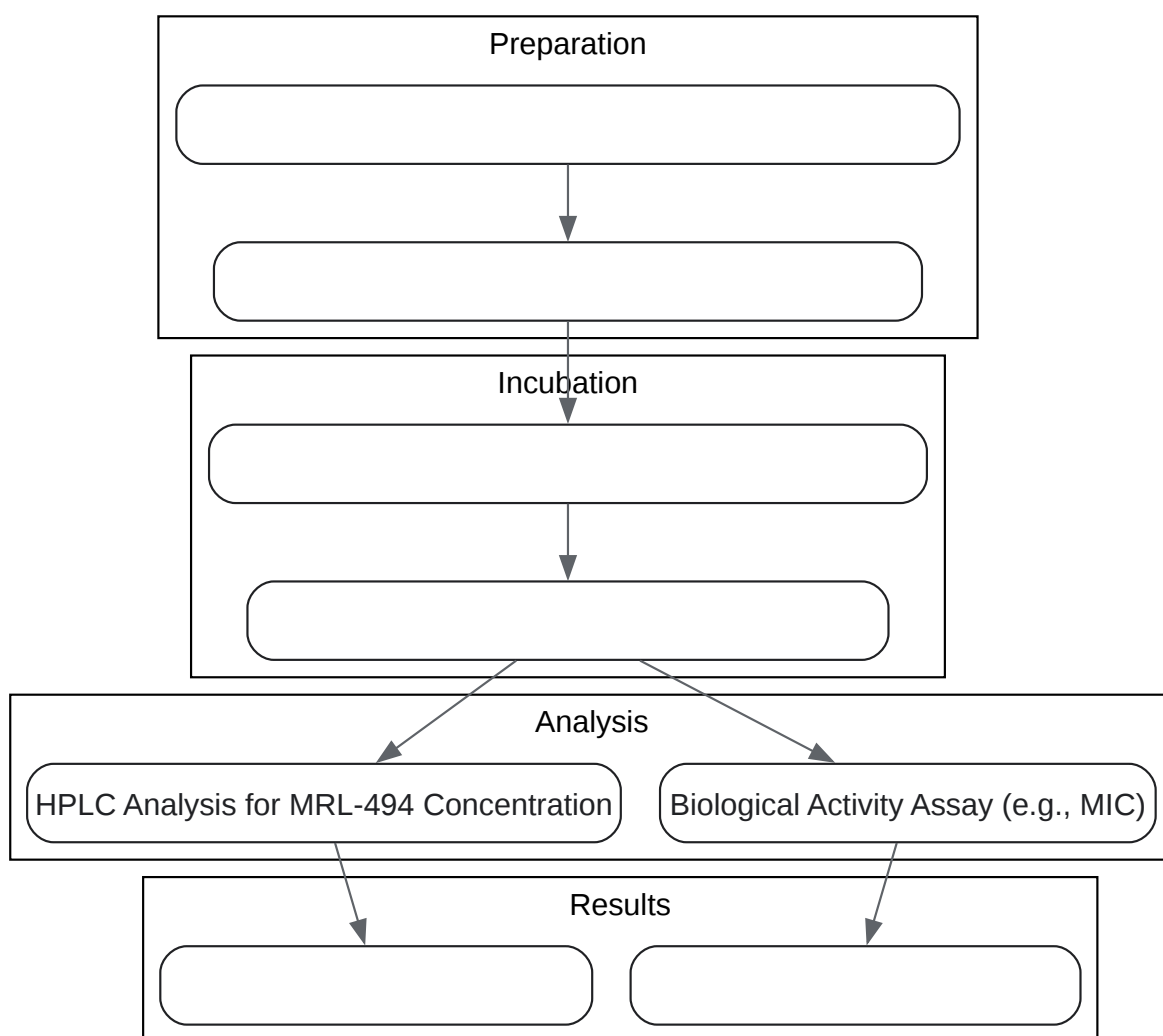 Preparation
Incubation
Analysis
HPLC Analysis for MRL-494 Concentration
Biological Activity Assay (e.g., MIC)
Results